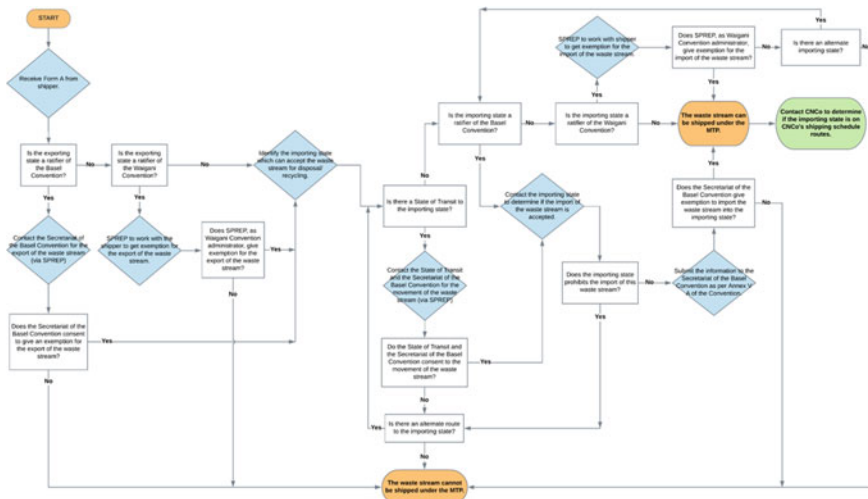 START
Receive Form A from
shipper.
Is the exporting
state a ratifier of
the Basel
Convention?
No
Is the exporting
state a ratifier of
the Waigani
Convention?
No
Yes
Yes
Contact the Secretariat of
the Basel Convention for the
export of the waste stream
(via SPREP)
SPREP to work with the
shipper to get exemption for
the export of the waste
stream.
Does SPREP, as
Waigani Convention
administrator, give
exemption for the
export of the waste
stream?
Yes
No
Does the Secretariat of the
Basel Convention consent
to give an exemption for
the export of the waste
stream?
Yes
No
Identify the importing state
which can accept the waste
stream for disposal/
recycling.
Is there a State of Transit to
the importing state?
No
Yes
Contact the State of Transit
and the Secretariat of the
Basel Convention for the
movement of the waste
stream (via SPREP)
Do the State of Transit and
the Secretariat of the Basel
Convention consent to the
movement of the waste
stream?
Yes
No
Is there an alternate route
to the importing state?
Yes
No
The waste stream cannot
be shipped under the MTP.
Is the importing state
a ratifier of the Basel
Convention?
No
Yes
Is the importing state a
ratifier of the Waigani
Convention?
No
Yes
SPREP to work with shipper
to get exemption for the
import of the waste stream.
Does SPREP, as Waigani
Convention administrator,
give exemption for the
import of the waste stream?
No
Yes
Is there an alternate
importing state?
Yes
No
The waste stream can
be shipped under the
MTP.
Contact CNCo to determine
if the importing state is on
CNCo's shipping schedule
routes.
Contact the importing state
to determine if the import of
the waste stream is
accepted.
Does the importing state
prohibits the import of this
waste stream?
No
Yes
Submit the information to the
Secretariat of the Basel
Convention as per Annex V
A of the Convention.
Does the Secretariat of the
Basel Convention give
exemption to import the
waste stream into the
importing state?
Yes
No